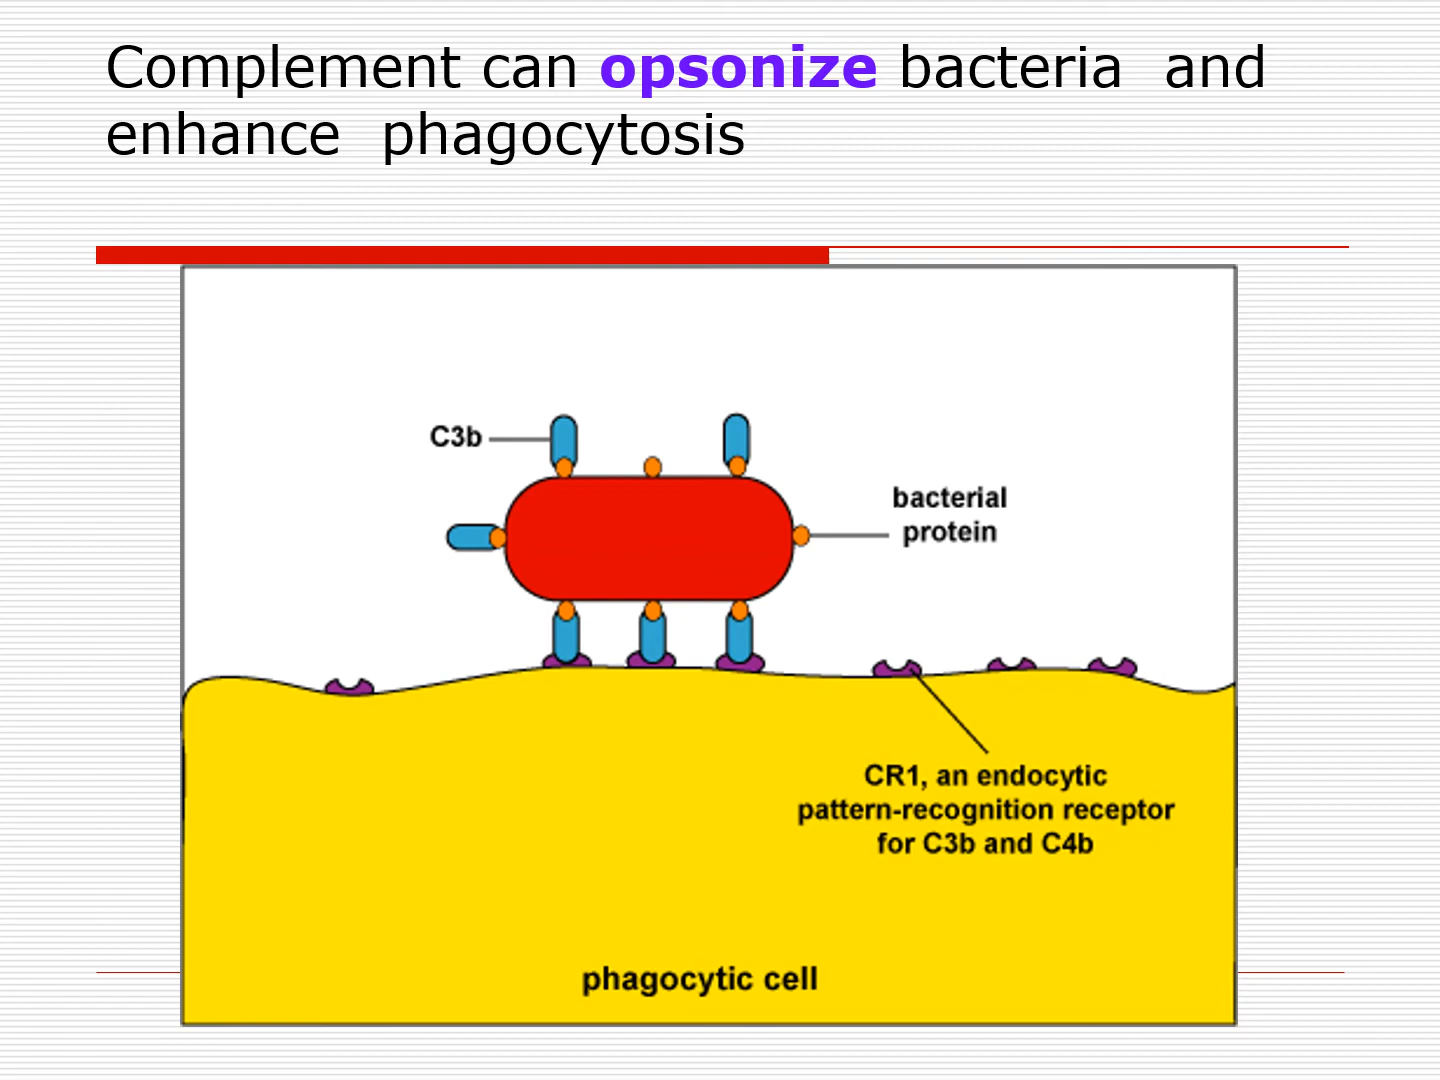 Complement can opsonize bacteria  and
enhance  phagocytosis
C3b
bacterial
protein
CR1, an endocytic
pattern-recognition receptor
for C3b and C4b
phagocytic cell